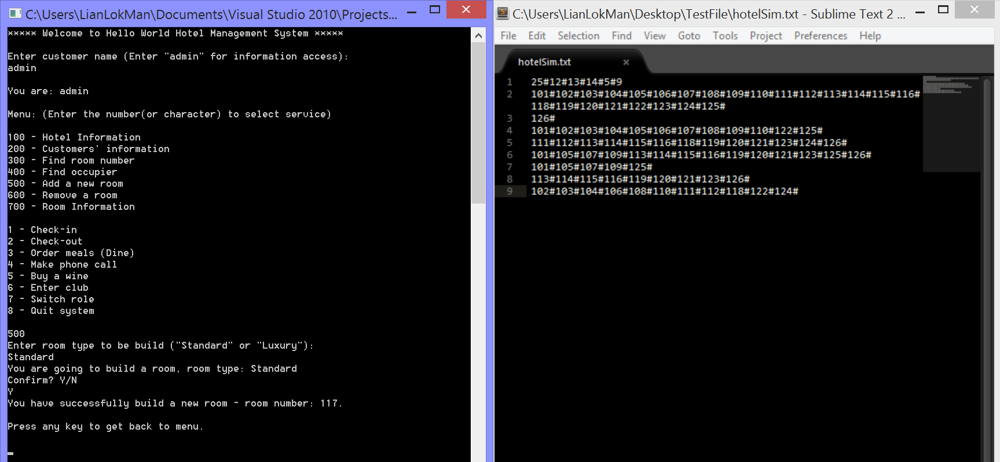 C:\Users\LianLokMan\Documents\Visual Studio 2010\Projects...
***** Welcome to Hello World Hotel Management System *****
Enter customer name (Enter "admin" for information access):
admin
You are: admin
Menu: (Enter the number(or character) to select service)
100 - Hotel Information
200 - Customers' information
300 - Find room number
400 - Find occupier
500 - Add a new room
600 - Remove a room
700 - Room Information
1 - Check-in
2 - Check-out
3 - Order meals (Dine)
4 - Make phone call
5 - Buy a wine
6 - Enter club
7 - Switch role
8 - Quit system
500
Enter room type to be build ("Standard" or "Luxury"):
Standard
You are going to build a room, room type: Standard
Confirm? Y/N
Y
You have successfully build a new room - room number: 117.
Press any key to get back to menu.
C:\Users\LianLokMan\Desktop\TestFile\hotelSim.txt - Sublime Text 2 ...
File Edit Selection Find View Goto Tools Project Preferences Help
hotelSim.txt
1 25#12#13#14#5#9
2 101#102#103#104#105#106#107#108#109#110#111#112#113#114#115#116#
118#119#120#121#122#123#124#125#
3 126#
4 101#102#103#104#105#106#107#108#109#110#122#125#
5 111#112#113#114#115#116#118#119#120#121#123#124#126#
6 101#105#107#109#113#114#115#116#119#120#121#123#125#126#
7 101#105#107#109#125#
8 113#114#115#116#119#120#121#123#126#
9 102#103#104#106#108#110#111#112#118#122#124#